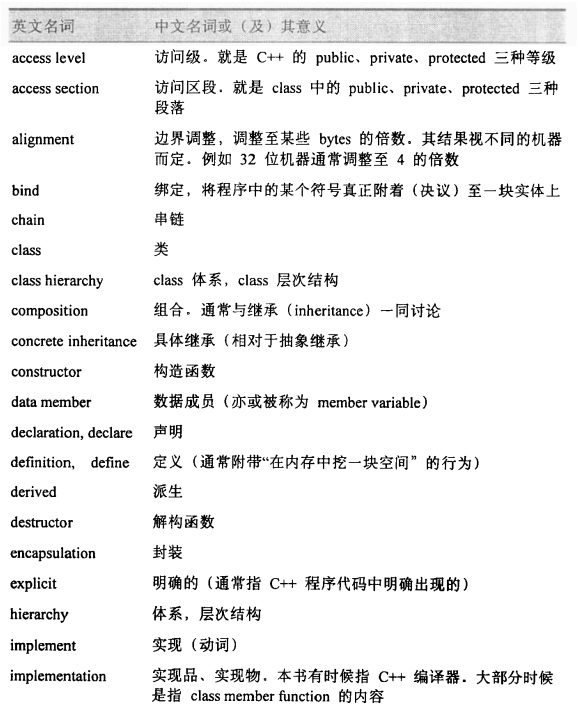 英文名词 中文名词或（及）其意义
access level 访问级．就是 C++ 的 public、private、protected 三种等级
access section 访问区段．就是 class 中的 public、private、protected 三种
段落
alignment 边界调整，调整至某些 bytes 的倍数．其结果视不同的机器
而定．例如 32 位机器通常调整至 4 的倍数
bind 绑定，将程序中的某个符号真正附着（决议）至一块实体上
chain 串链
class 类
class hierarchy class 体系，class 层次结构
composition 组合．通常与继承（inheritance）一同讨论
concrete inheritance 具体继承（相对于抽象继承）
constructor 构造函数
data member 数据成员（亦或被称为 member variable）
declaration, declare 声明
definition, define 定义（通常附带“在内存中挖一块空间”的行为）
derived 派生
destructor 解构函数
encapsulation 封装
explicit 明确的（通常指 C++ 程序代码中明确出现的）
hierarchy 体系，层次结构
implement 实现（动词）
implementation 实现品、实现物．本书有时候指 C++ 编译器．大部分时候
是指 class member function 的内容